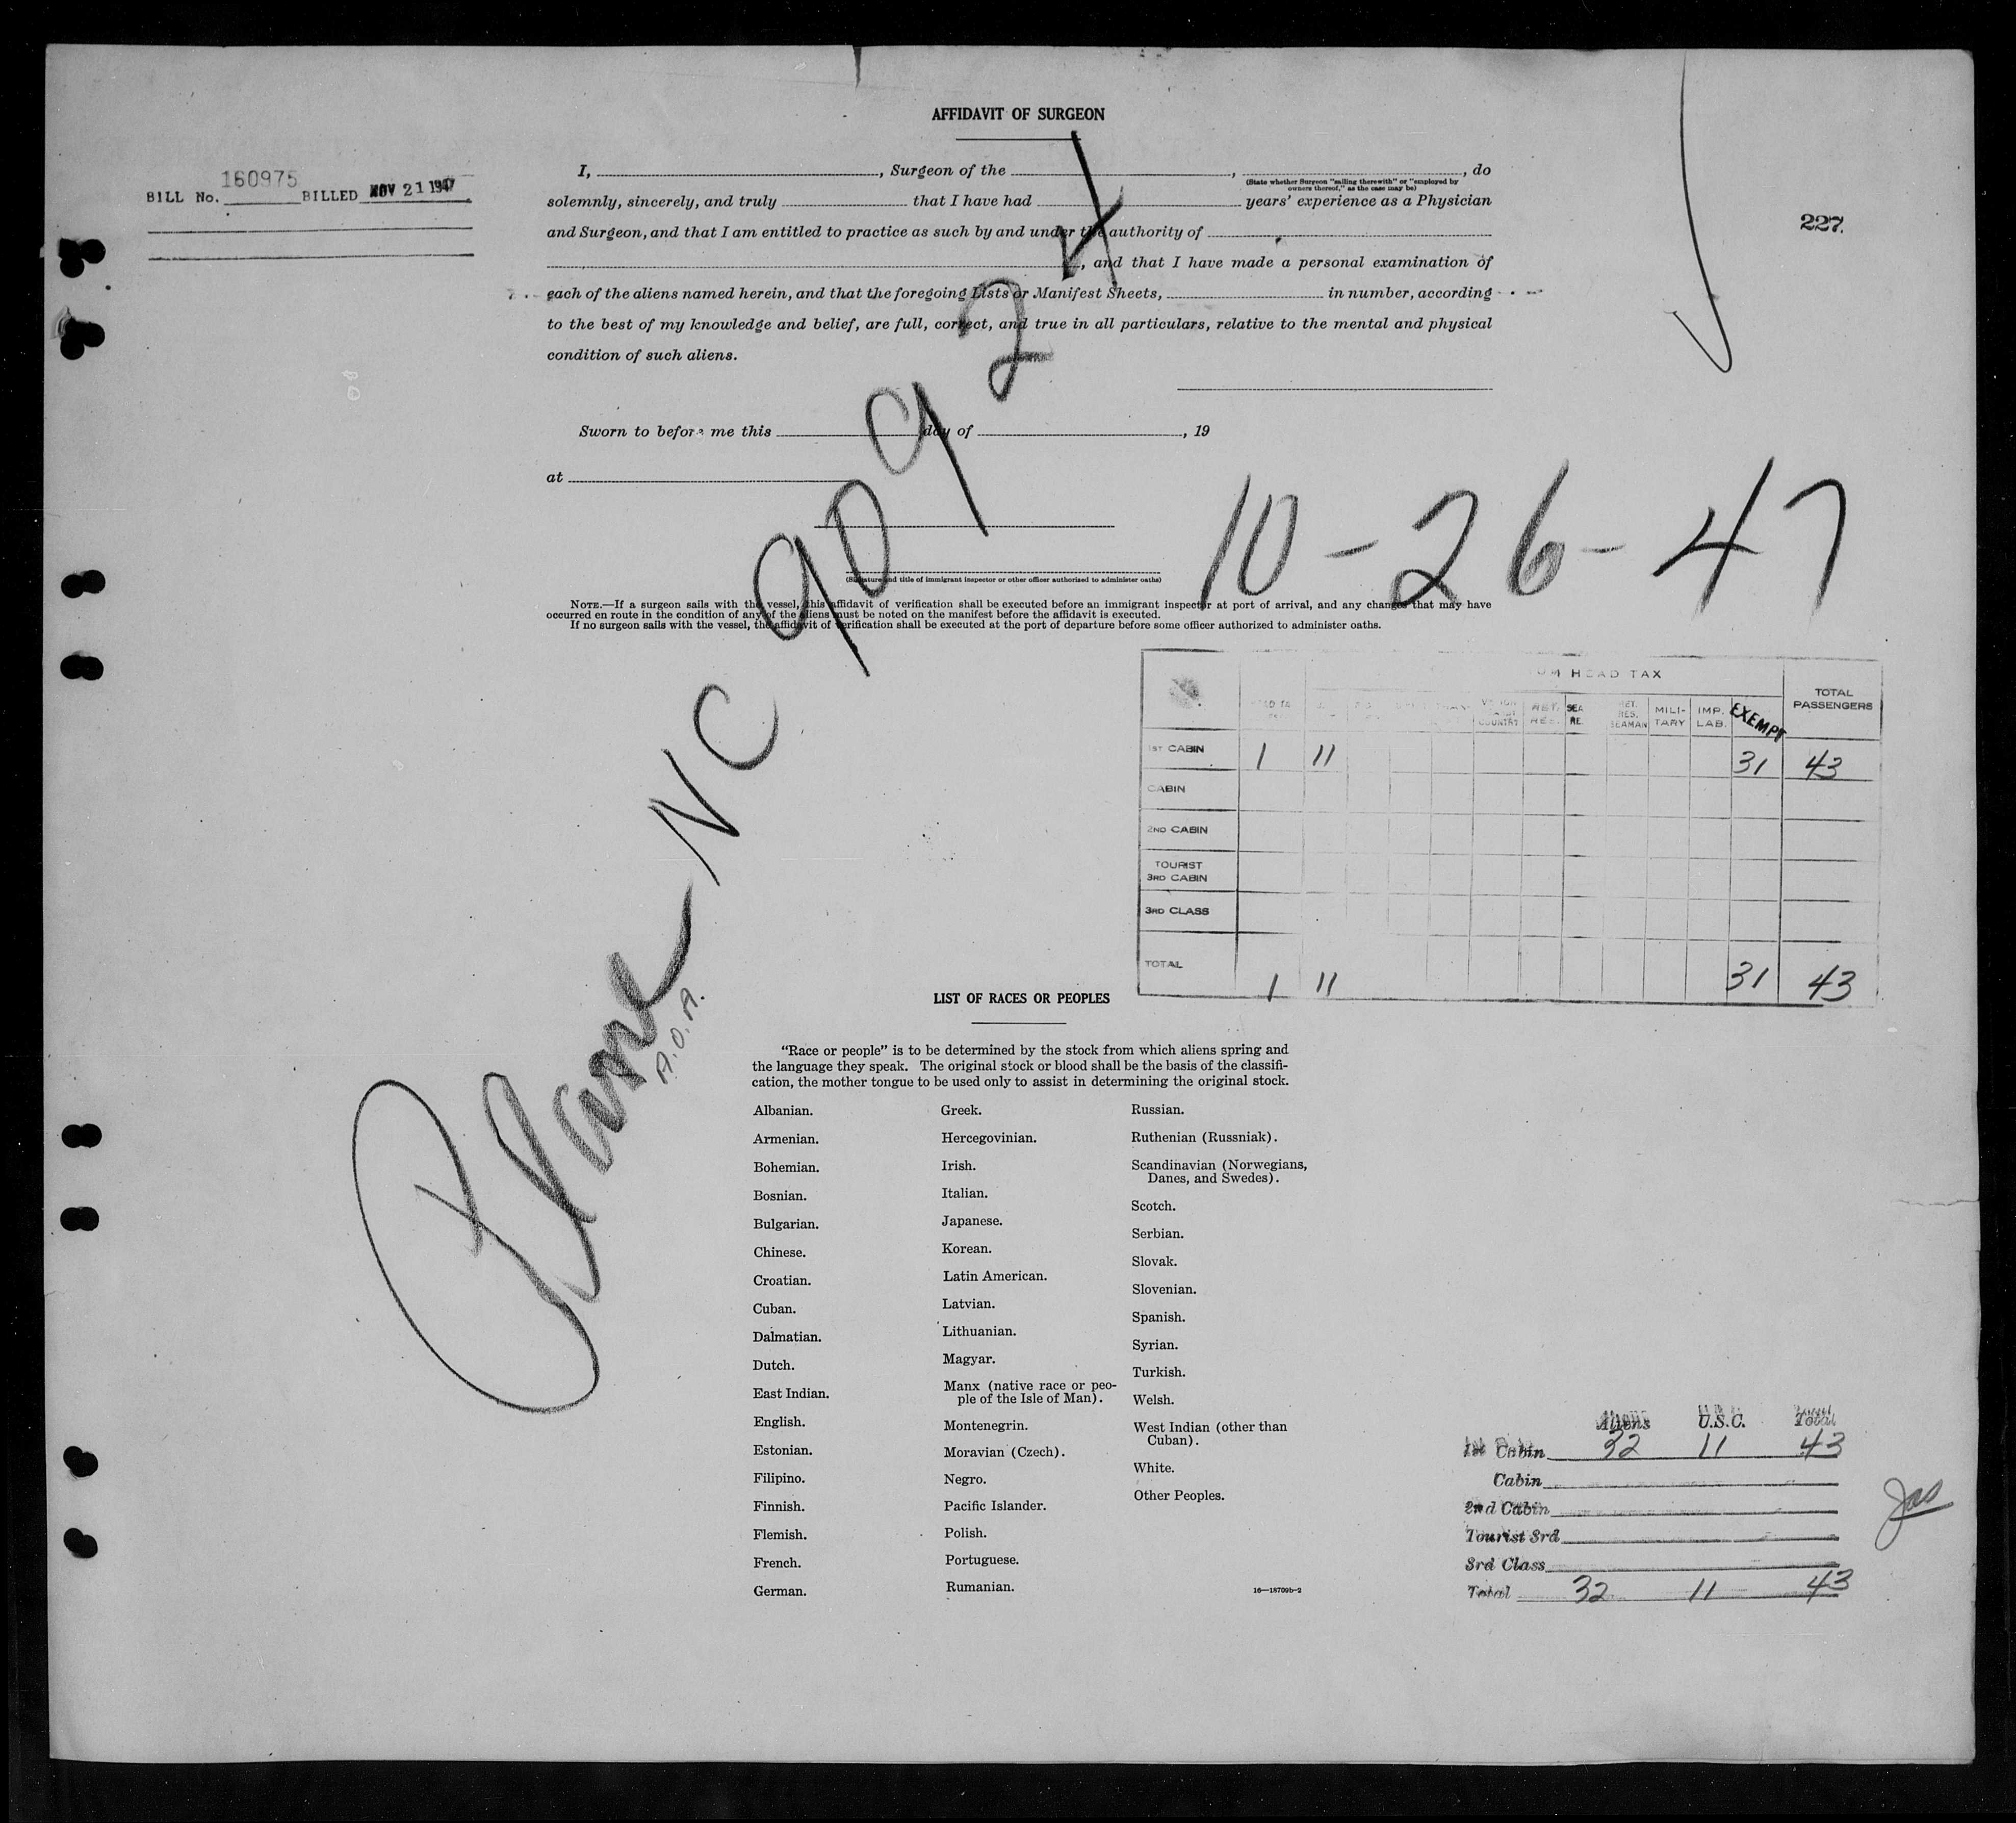 AFFIDAVIT OF SURGEON
I, , Surgeon of the , , do
(State whether Surgeon "sailing therewith" or "employed by
owners thereof," as the case may be)
solemnly, sincerely, and truly that I have had years' experience as a Physician
and Surgeon, and that I am entitled to practice as such by and under the authority of
, and that I have made a personal examination of
each of the aliens named herein, and that the foregoing Lists or Manifest Sheets, in number, according
to the best of my knowledge and belief, are full, correct, and true in all particulars, relative to the mental and physical
condition of such aliens.
BILL No. 160975 BILLED NOV 21 1947
227.
Sworn to before me this day of , 19
at
(Signature and title of immigrant inspector or other officer authorized to administer oaths)
NOTE.—If a surgeon sails with the vessel, this affidavit of verification shall be executed before an immigrant inspector at port of arrival, and any changes that may have
occurred en route in the condition of any of the aliens must be noted on the manifest before the affidavit is executed.
If no surgeon sails with the vessel, the affidavit of verification shall be executed at the port of departure before some officer authorized to administer oaths.
Plane NC 90924
A.O.A.
10-26-47
HEAD TAX
TOTAL
PASSENGERS
COUNTRY
RET.
RES.
SEA
RE.
RET.
RES.
SEAMAN
MILI-
TARY
IMP.
LAB.
EXEMPT
1ST CABIN 1 11 31 43
CABIN
2ND CABIN
TOURIST
3RD CABIN
3RD CLASS
TOTAL 1 11 31 43
LIST OF RACES OR PEOPLES
"Race or people" is to be determined by the stock from which aliens spring and
the language they speak. The original stock or blood shall be the basis of the classifi-
cation, the mother tongue to be used only to assist in determining the original stock.
Albanian.
Armenian.
Bohemian.
Bosnian.
Bulgarian.
Chinese.
Croatian.
Cuban.
Dalmatian.
Dutch.
East Indian.
English.
Estonian.
Filipino.
Finnish.
Flemish.
French.
German.
Greek.
Hercegovinian.
Irish.
Italian.
Japanese.
Korean.
Latin American.
Latvian.
Lithuanian.
Magyar.
Manx (native race or peo-
ple of the Isle of Man).
Montenegrin.
Moravian (Czech).
Negro.
Pacific Islander.
Polish.
Portuguese.
Rumanian.
Russian.
Ruthenian (Russniak).
Scandinavian (Norwegians,
Danes, and Swedes).
Scotch.
Serbian.
Slovak.
Slovenian.
Spanish.
Syrian.
Turkish.
Welsh.
West Indian (other than
Cuban).
White.
Other Peoples.
16—18709b-2
Aliens U.S.C. Total
1st Cabin 32 11 43
Cabin
2nd Cabin
Tourist 3rd
3rd Class
Total 32 11 43